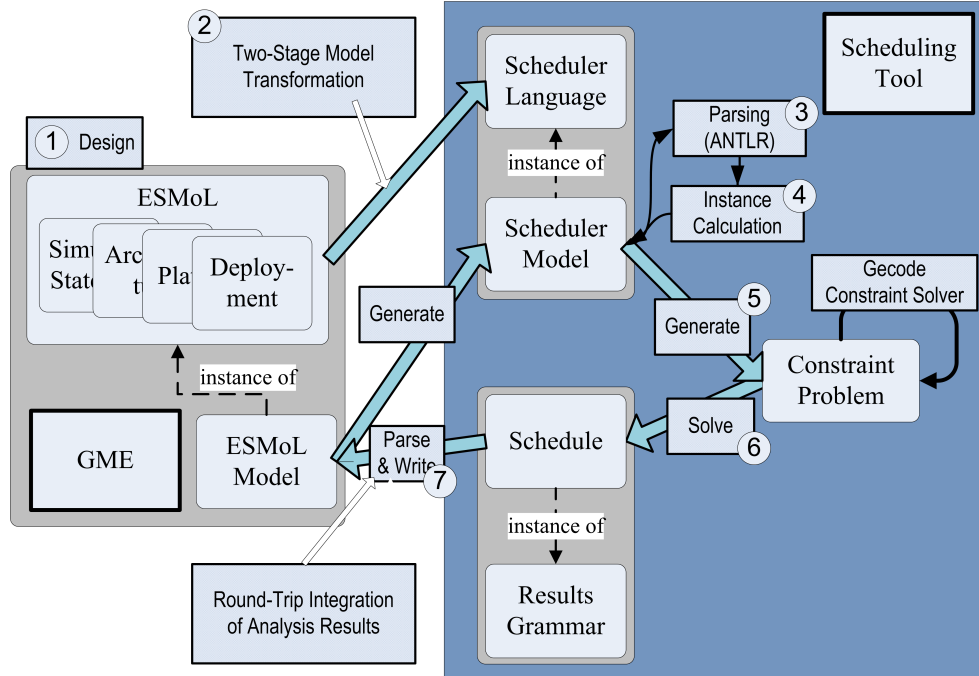 2
Two-Stage Model
Transformation
1 Design
ESMoL
Deploy-
ment
instance of
GME
ESMoL
Model
Round-Trip Integration
of Analysis Results
Generate
Parse
& Write
7
Scheduler
Language
instance of
Scheduler
Model
Scheduling
Tool
Parsing
(ANTLR)
3
Instance
Calculation
4
Generate
5
Gecode
Constraint Solver
Constraint
Problem
Solve
6
Schedule
instance of
Results
Grammar